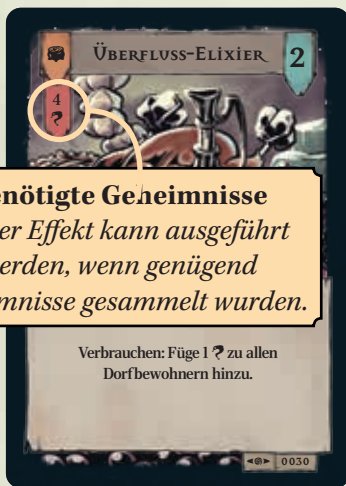 ÜBERFLUSS-ELIXIER
2
4
enötigte Geheimnisse
er Effekt kann ausgeführt
erden, wenn genügend
mnisse gesammelt wurden.
Verbrauchen: Füge 1 zu allen
Dorfbewohnern hinzu.
0030